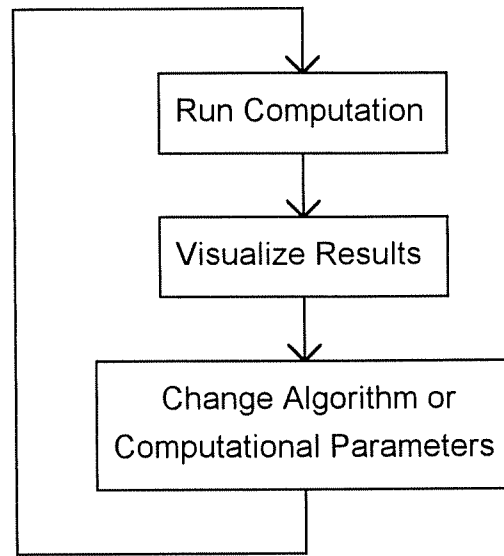 Run Computation
Visualize Results
Change Algorithm or
Computational Parameters